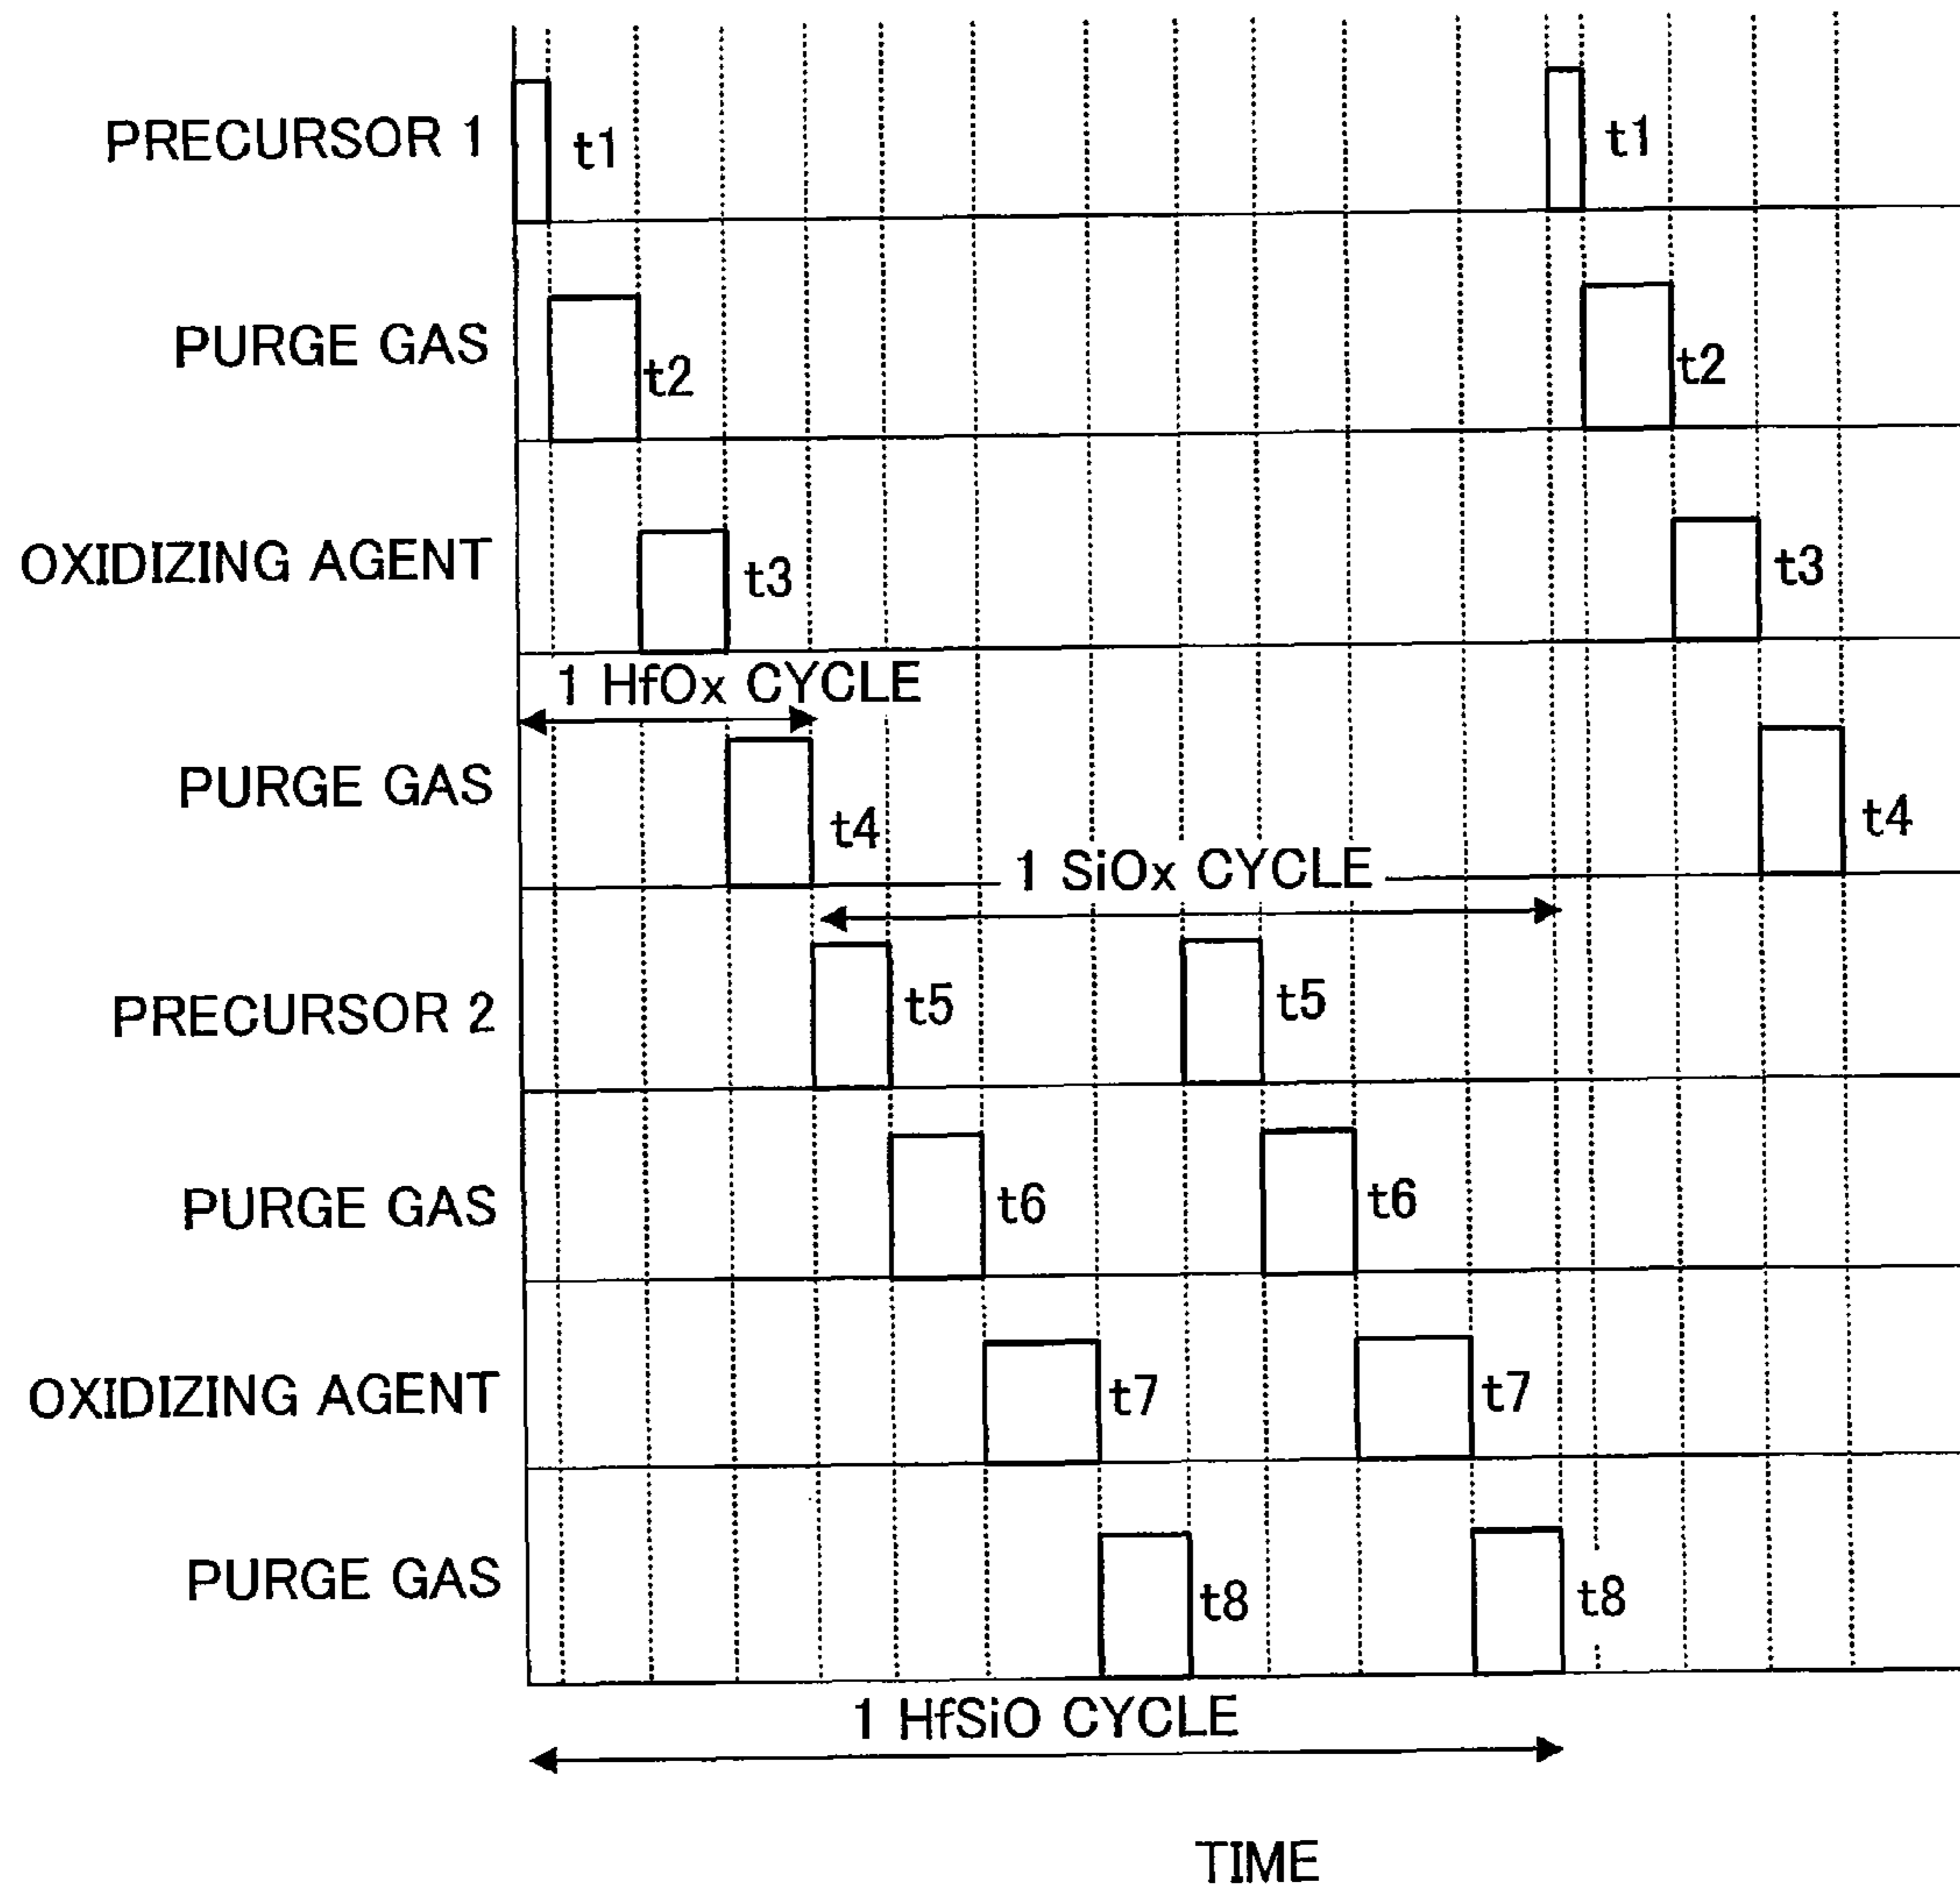 PRECURSOR 1
t1
t1
PURGE GAS
t2
t2
OXIDIZING AGENT
t3
t3
1 HfOx CYCLE
PURGE GAS
t4
t4
1 SiOx CYCLE
PRECURSOR 2
t5
t5
PURGE GAS
t6
t6
OXIDIZING AGENT
t7
t7
PURGE GAS
t8
t8
1 HfSiO CYCLE
TIME